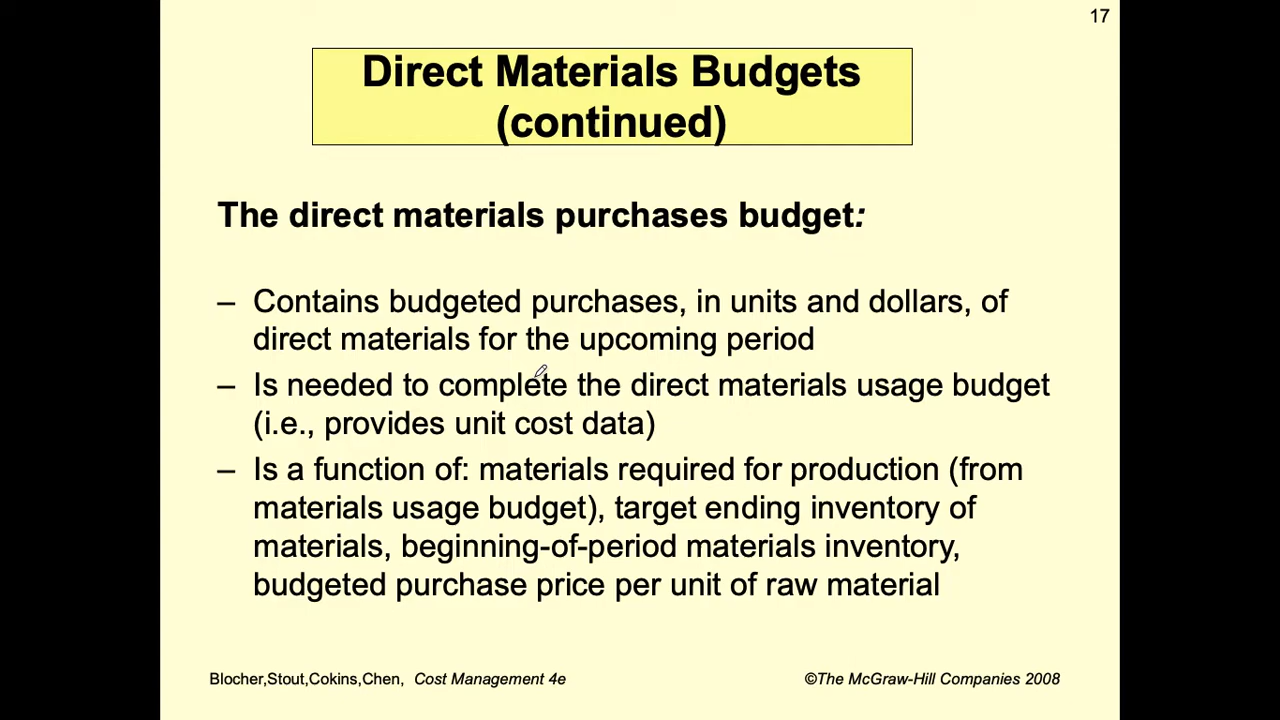 17
Direct Materials Budgets
(continued)
The direct materials purchases budget:
– Contains budgeted purchases, in units and dollars, of
direct materials for the upcoming period
– Is needed to complete the direct materials usage budget
(i.e., provides unit cost data)
– Is a function of: materials required for production (from
materials usage budget), target ending inventory of
materials, beginning-of-period materials inventory,
budgeted purchase price per unit of raw material
Blocher,Stout,Cokins,Chen, Cost Management 4e
©The McGraw-Hill Companies 2008